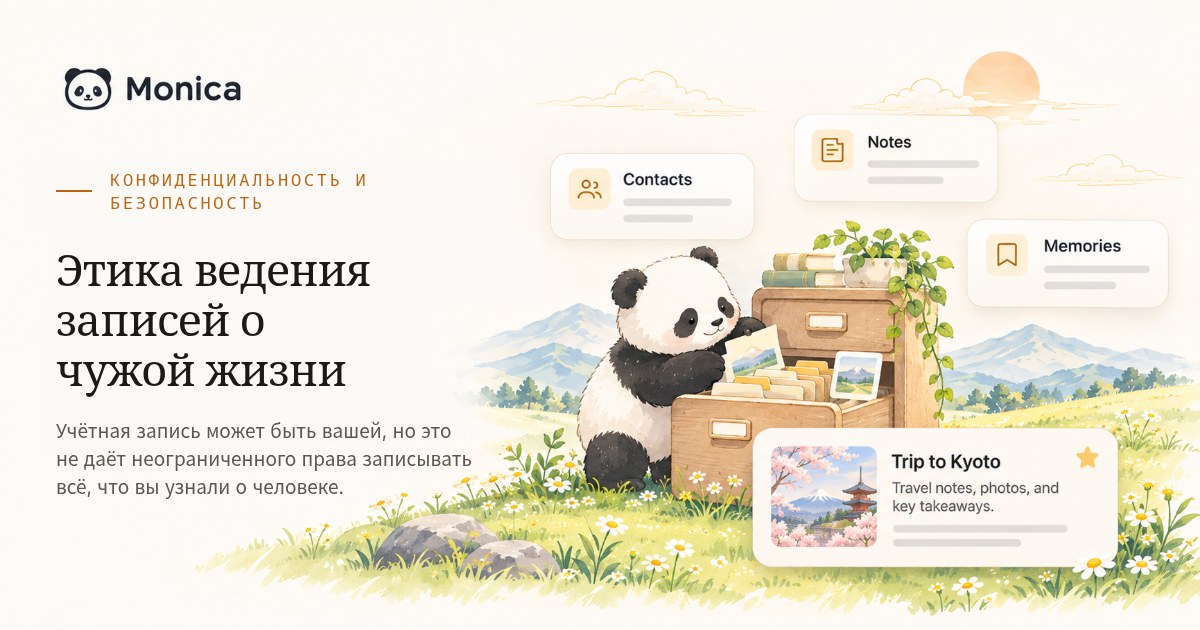 Monica
КОНФИДЕНЦИАЛЬНОСТЬ И
БЕЗОПАСНОСТЬ
Этика ведения
записей о
чужой жизни
Учётная запись может быть вашей, но это
не даёт неограниченного права записывать
всё, что вы узнали о человеке.
Contacts
Notes
Memories
Trip to Kyoto
Travel notes, photos, and
key takeaways.